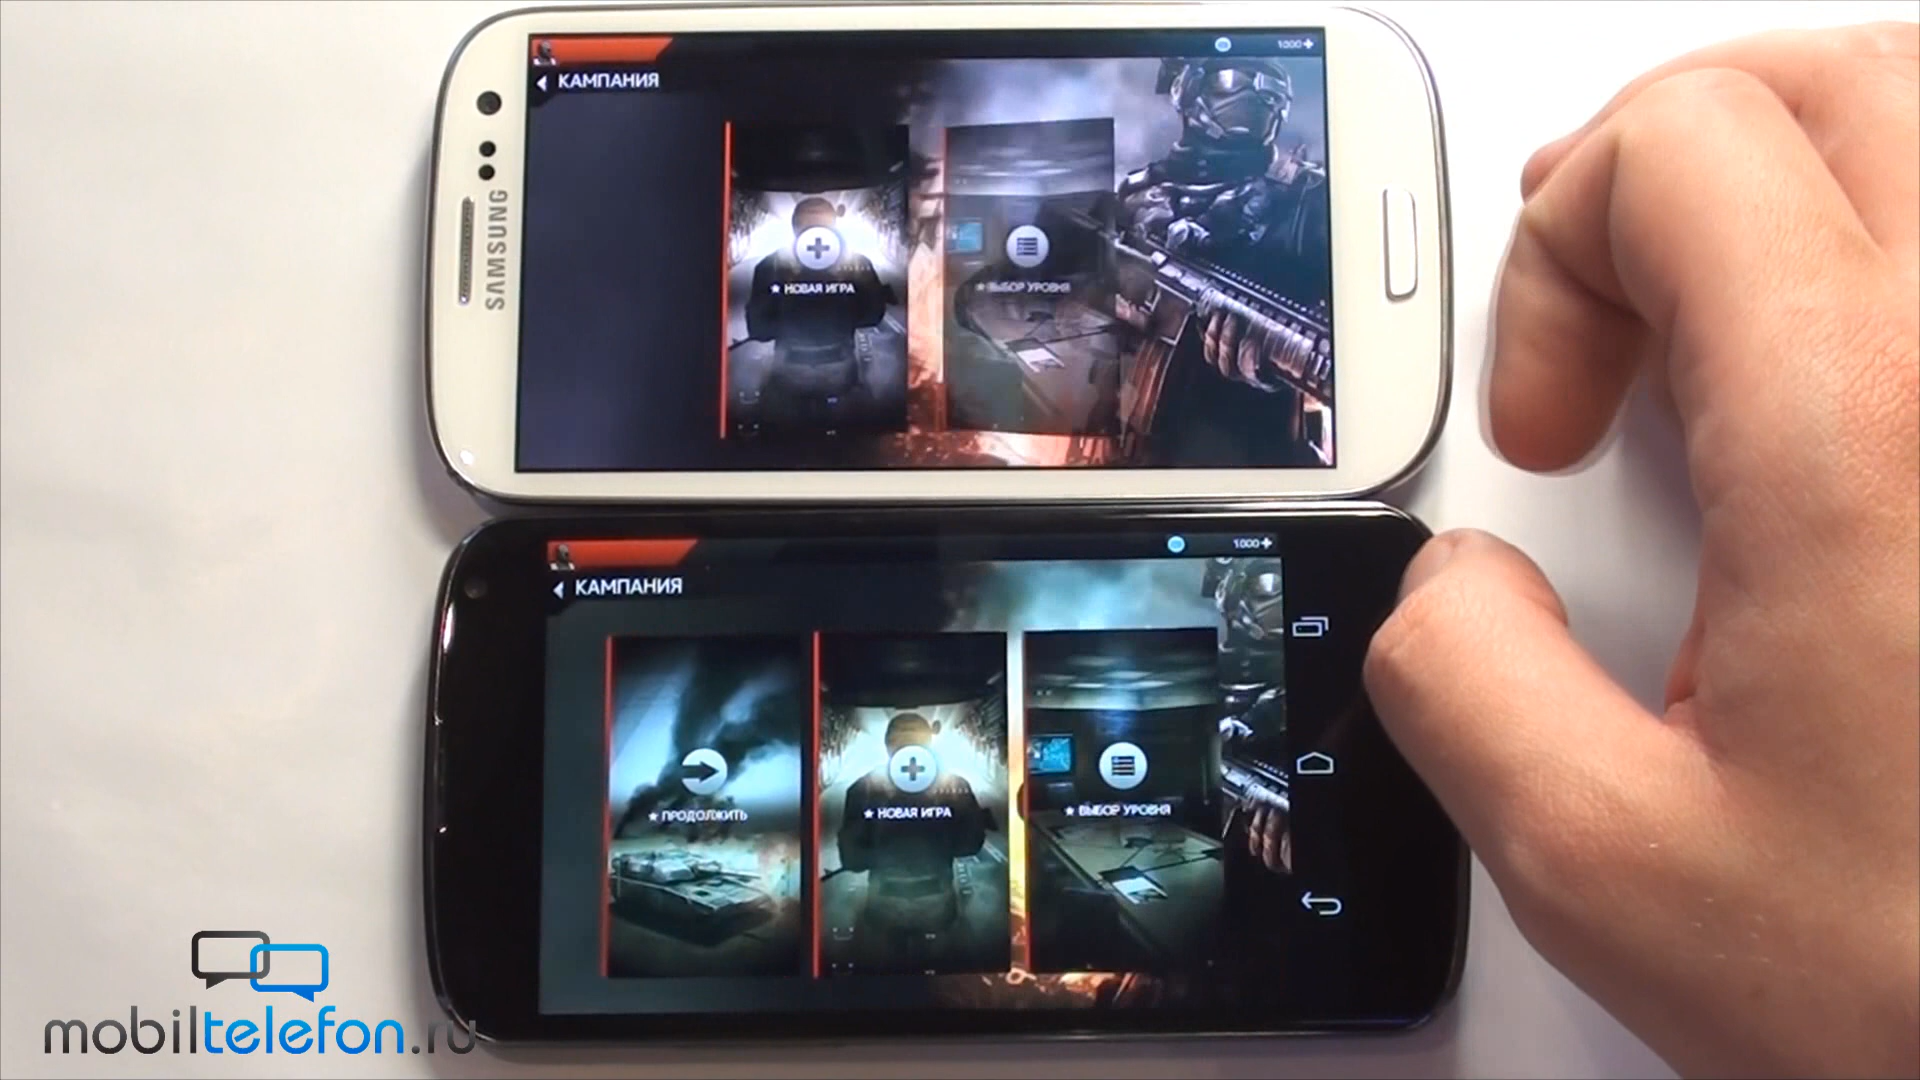 1000+
КАМПАНИЯ
★ НОВАЯ ИГРА
★ ВЫБОР УРОВНЯ
SAMSUNG
1000+
КАМПАНИЯ
★ ПРОДОЛЖИТЬ
★ НОВАЯ ИГРА
★ ВЫБОР УРОВНЯ
mobiltelefon.ru